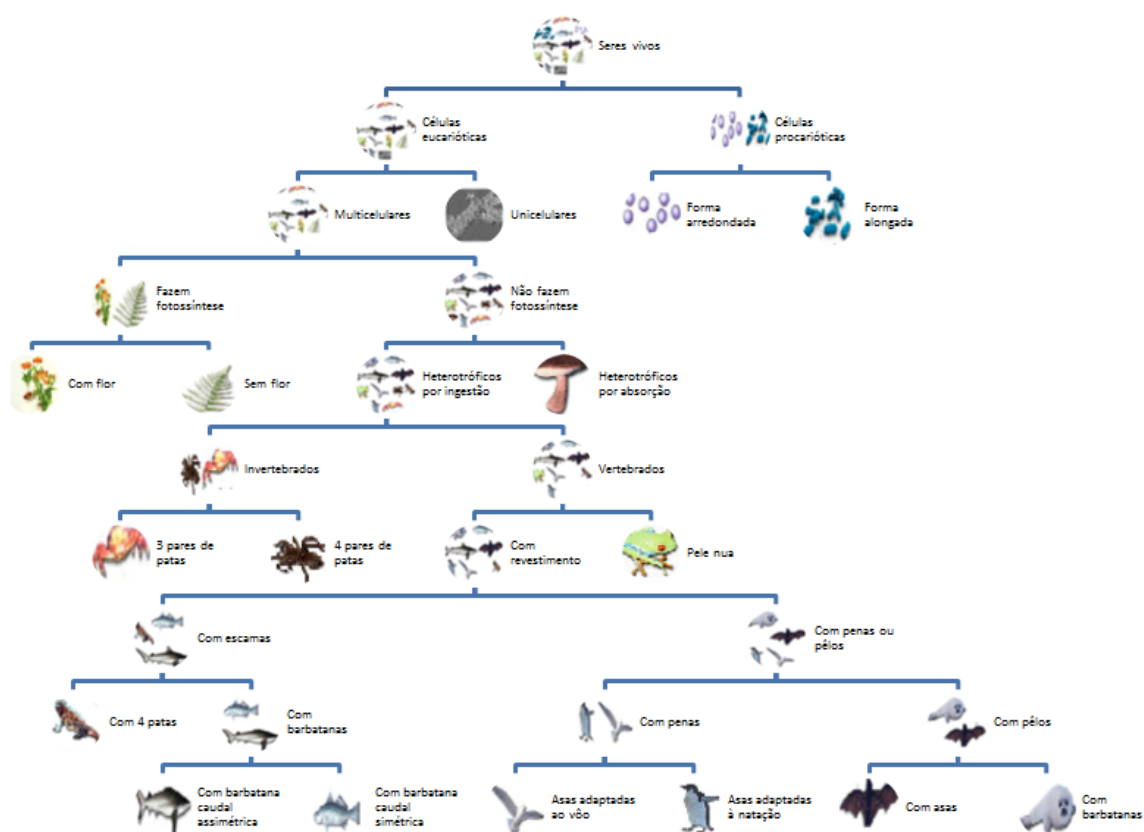 Seres vivos
Células
eucarióticas
Células
procarióticas
Multicelulares
Unicelulares
Forma
arredondada
Forma
alongada
Fazem
fotossíntese
Não fazem
fotossíntese
Com flor
Sem flor
Heterotróficos
por ingestão
Heterotróficos
por absorção
Invertebrados
Vertebrados
3 pares de
patas
4 pares de
patas
Com
revestimento
Pele nua
Com escamas
Com penas ou
pêlos
Com 4 patas
Com
barbatanas
Com penas
Com pêlos
Com barbatana
caudal
assimétrica
Com barbatana
caudal
simétrica
Asas adaptadas
ao vôo
Asas adaptadas
à natação
Com asas
Com
barbatanas